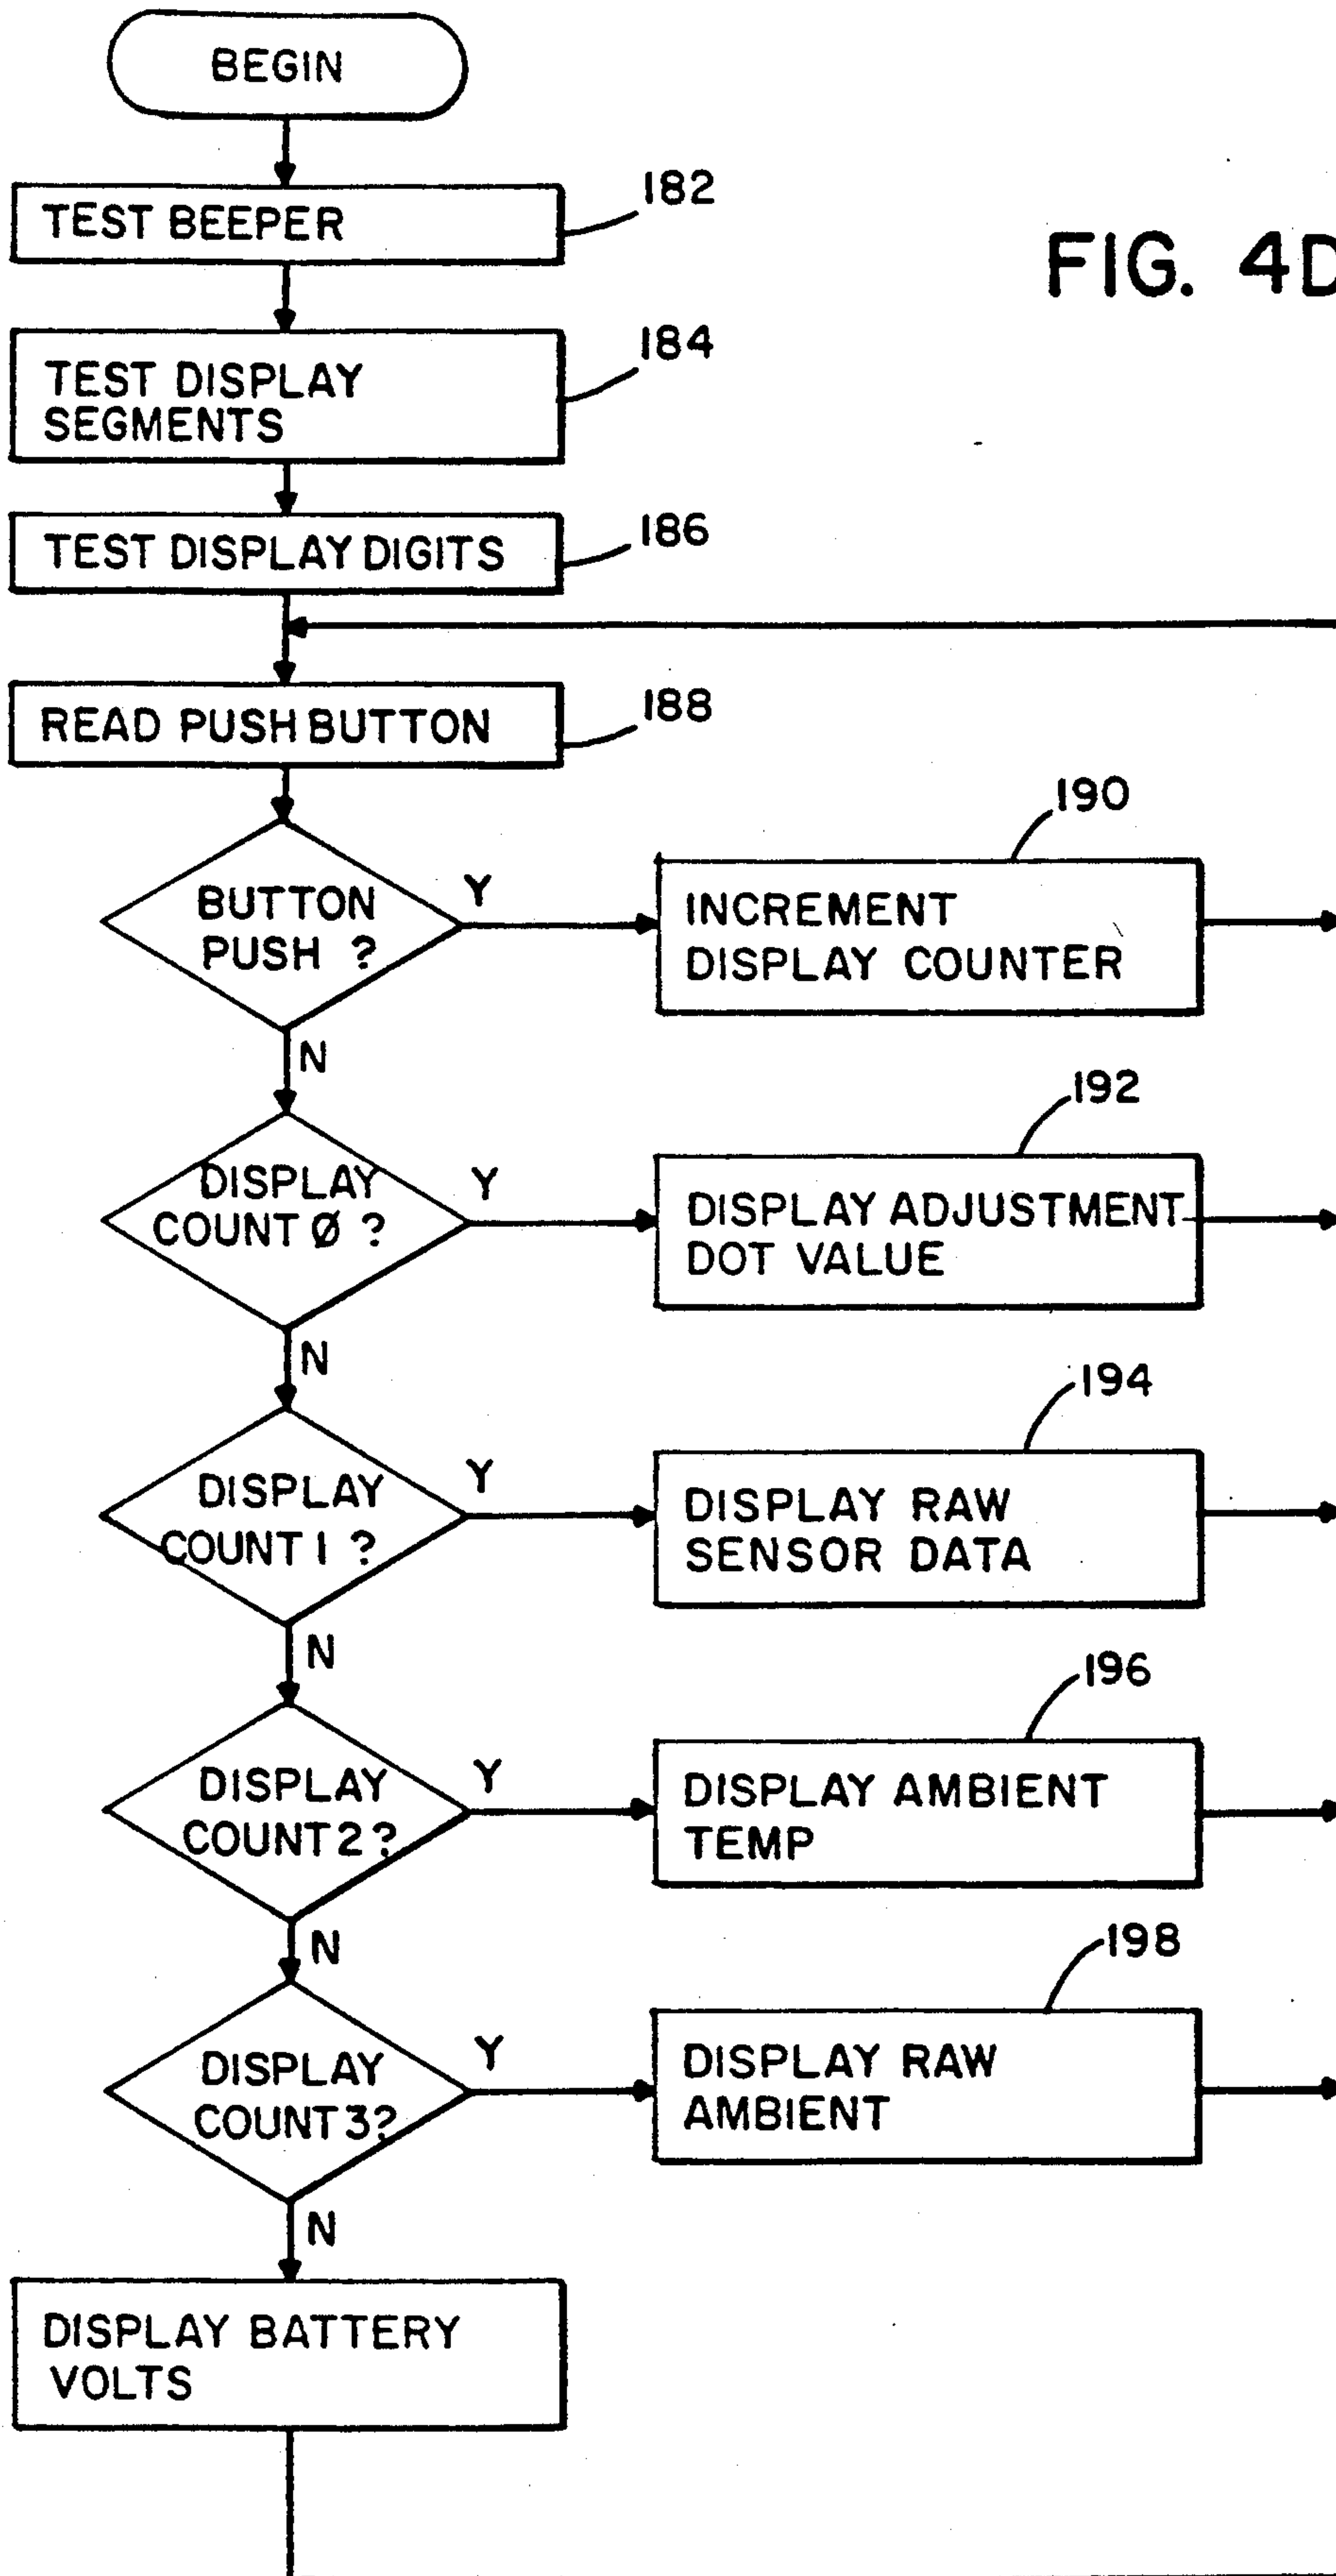 BEGIN
TEST BEEPER
182
FIG. 4D
TEST DISPLAY
SEGMENTS
184
TEST DISPLAY DIGITS
186
READ PUSH BUTTON
188
BUTTON
PUSH ?
Y
N
190
INCREMENT
DISPLAY COUNTER
DISPLAY
COUNT Ø ?
Y
N
192
DISPLAY ADJUSTMENT
DOT VALUE
DISPLAY
COUNT 1 ?
Y
N
194
DISPLAY RAW
SENSOR DATA
DISPLAY
COUNT 2 ?
Y
N
196
DISPLAY AMBIENT
TEMP
DISPLAY
COUNT 3?
Y
N
198
DISPLAY RAW
AMBIENT
DISPLAY BATTERY
VOLTS